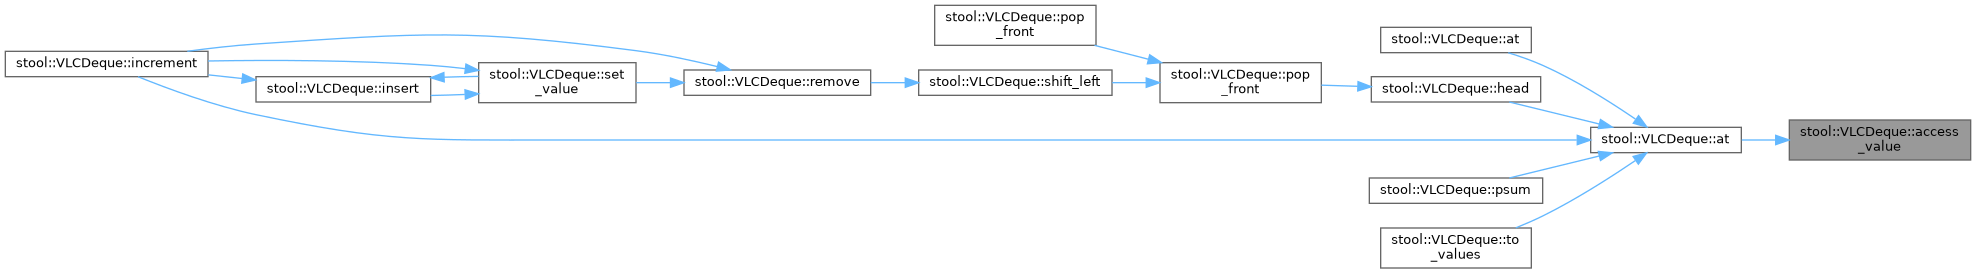 stool::VLCDeque::increment
stool::VLCDeque::insert
stool::VLCDeque::set
_value
stool::VLCDeque::remove
stool::VLCDeque::shift_left
stool::VLCDeque::pop
_front
stool::VLCDeque::pop
_front
stool::VLCDeque::at
stool::VLCDeque::head
stool::VLCDeque::at
stool::VLCDeque::psum
stool::VLCDeque::to
_values
stool::VLCDeque::access
_value